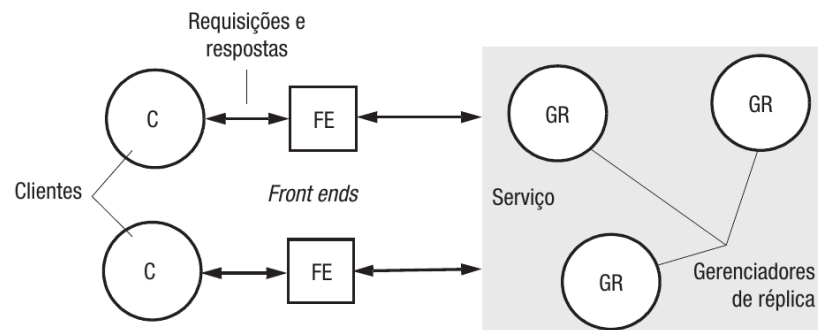 Requisições e
respostas
C
FE
GR
GR
Clientes
Front ends
Serviço
C
FE
GR
Gerenciadores
de réplica